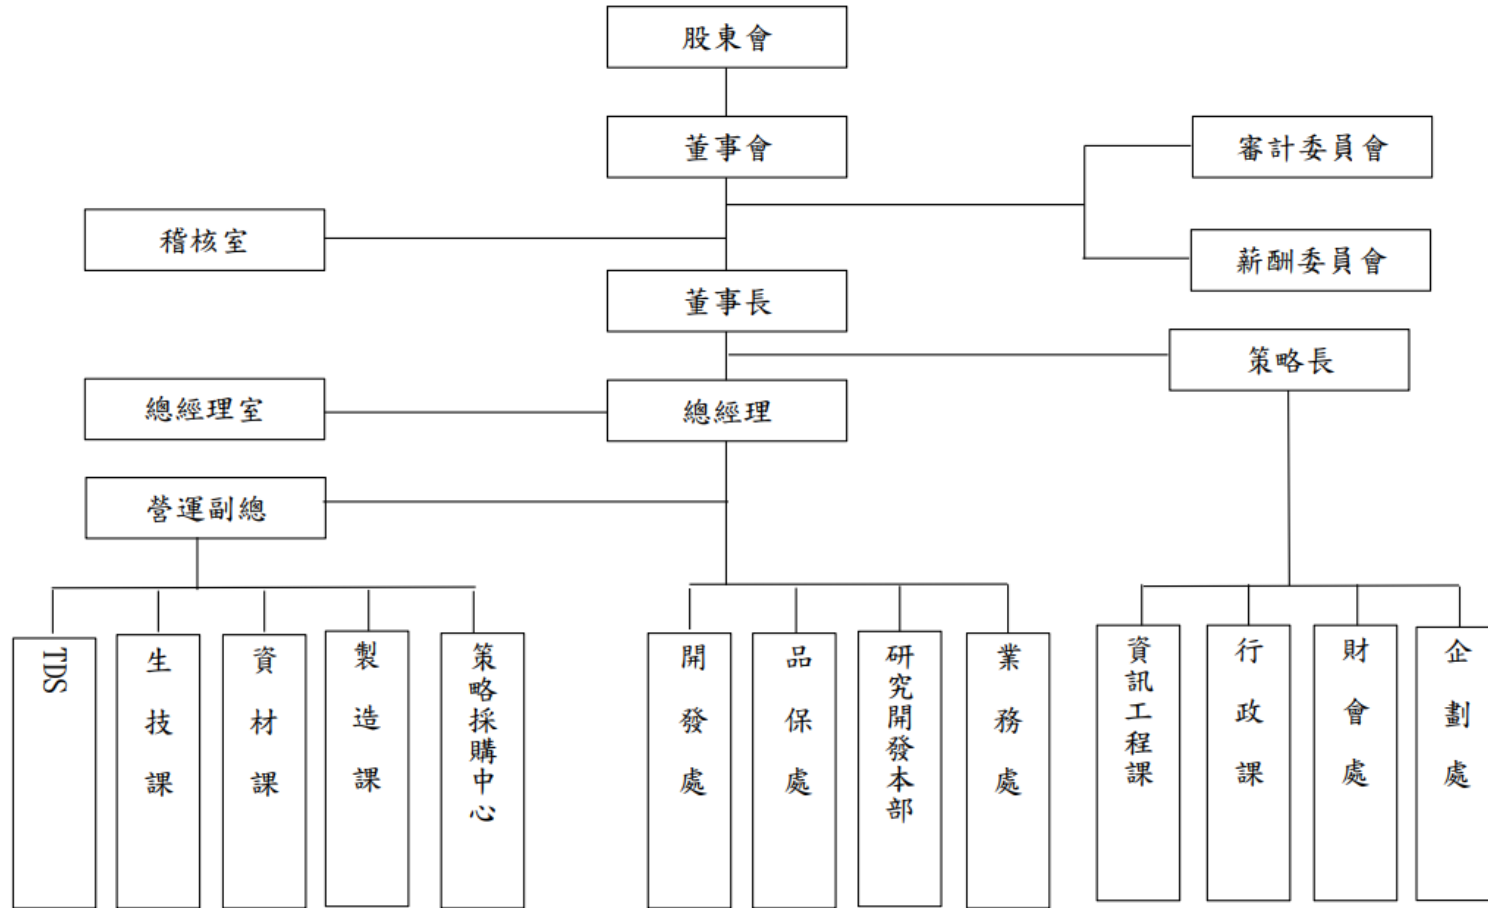 股東會
董事會
審計委員會
稽核室
薪酬委員會
董事長
策略長
總經理室
總經理
營運副總
TDS
生技課
資材課
製造課
策略採購中心
開發處
品保處
研究開發本部
業務處
資訊工程課
行政課
財會處
企劃處